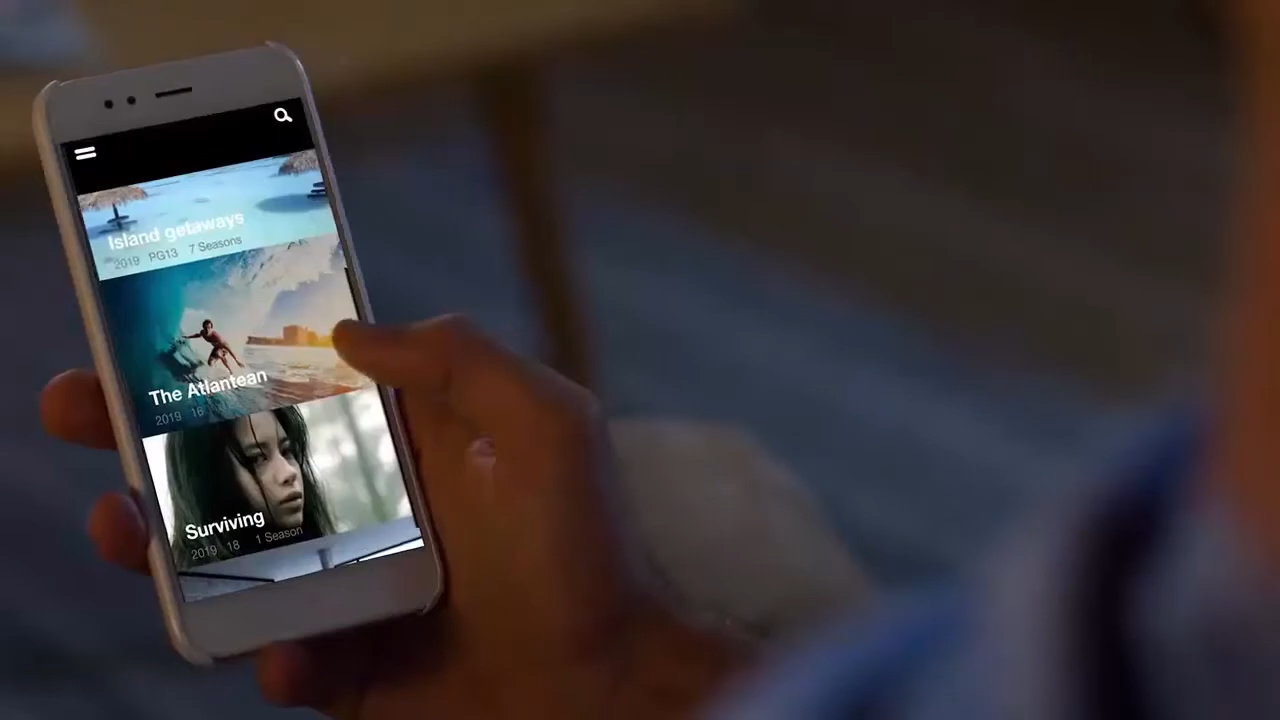 Island getaways
2019 PG13 7 Seasons
The Atlantean
2019 16
Surviving
2019 18 1 Season